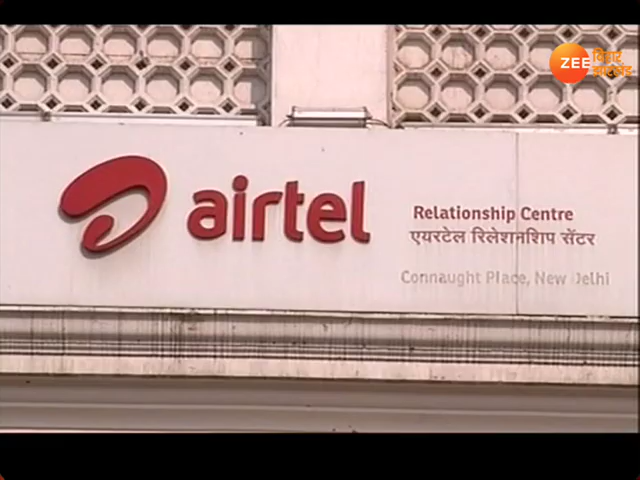 ZEE बिहार
झारखंड
airtel
Relationship Centre
एयरटेल रिलेशनशिप सेंटर
Connaught Place, New Delhi